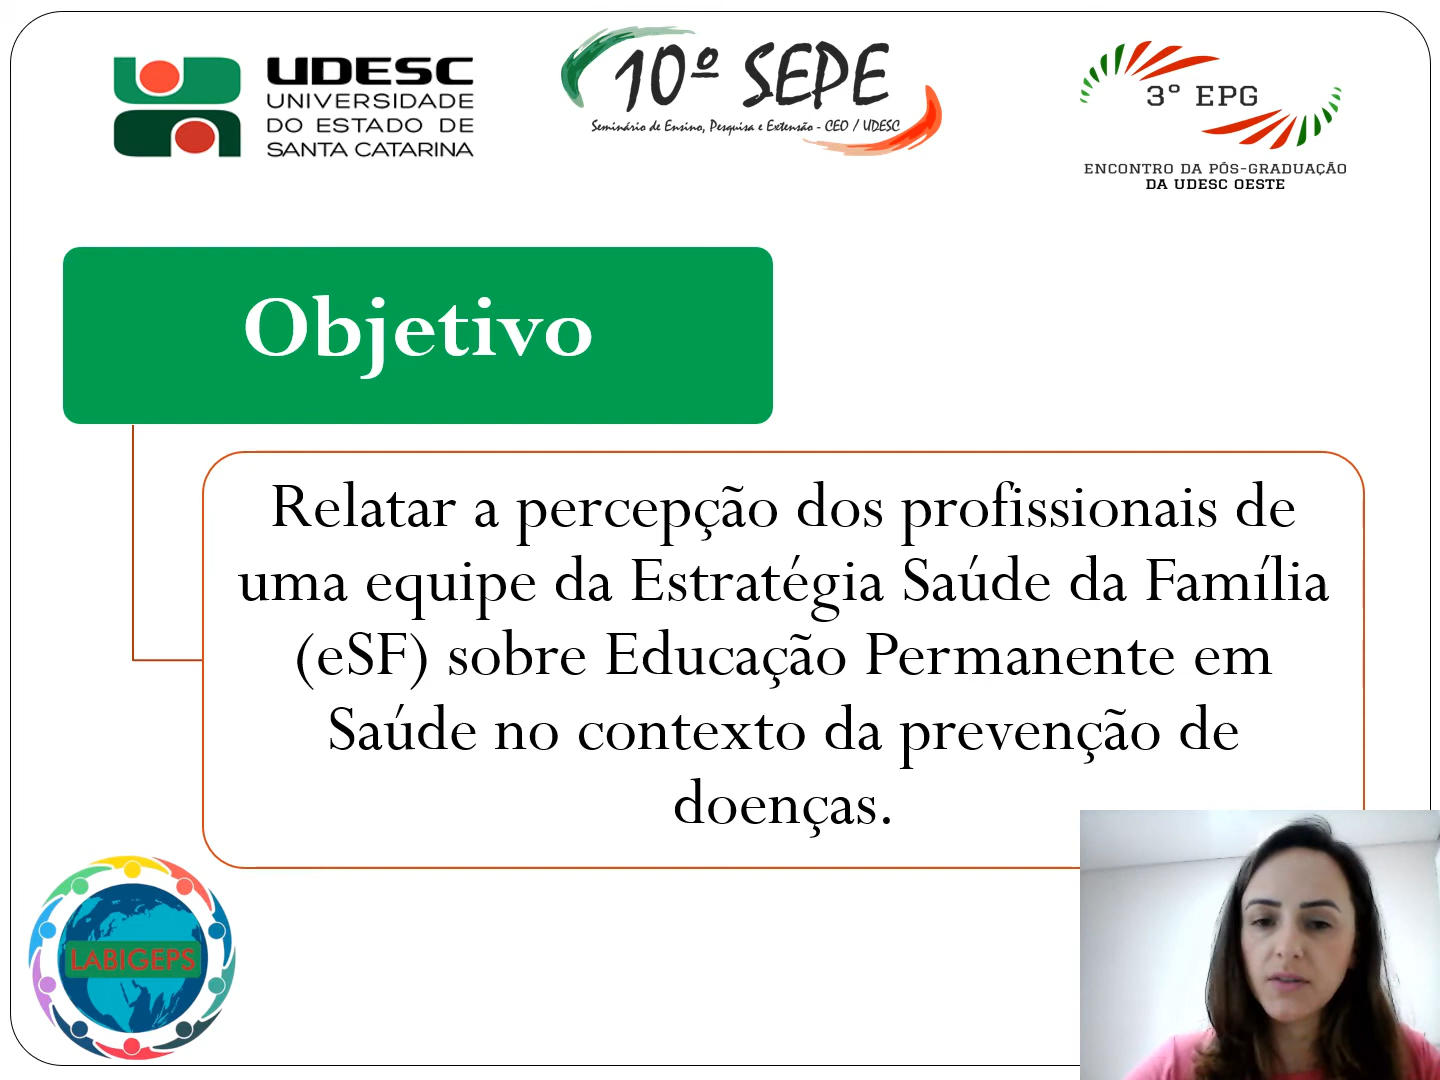 UDESC
UNIVERSIDADE
DO ESTADO DE
SANTA CATARINA
10º SEPE
Seminário de Ensino, Pesquisa e Extensão - CEO / UDESC
3º EPG
ENCONTRO DA PÓS-GRADUAÇÃO
DA UDESC OESTE
Objetivo
Relatar a percepção dos profissionais de
uma equipe da Estratégia Saúde da Família
(eSF) sobre Educação Permanente em
Saúde no contexto da prevenção de
doenças.
LABIGEPS